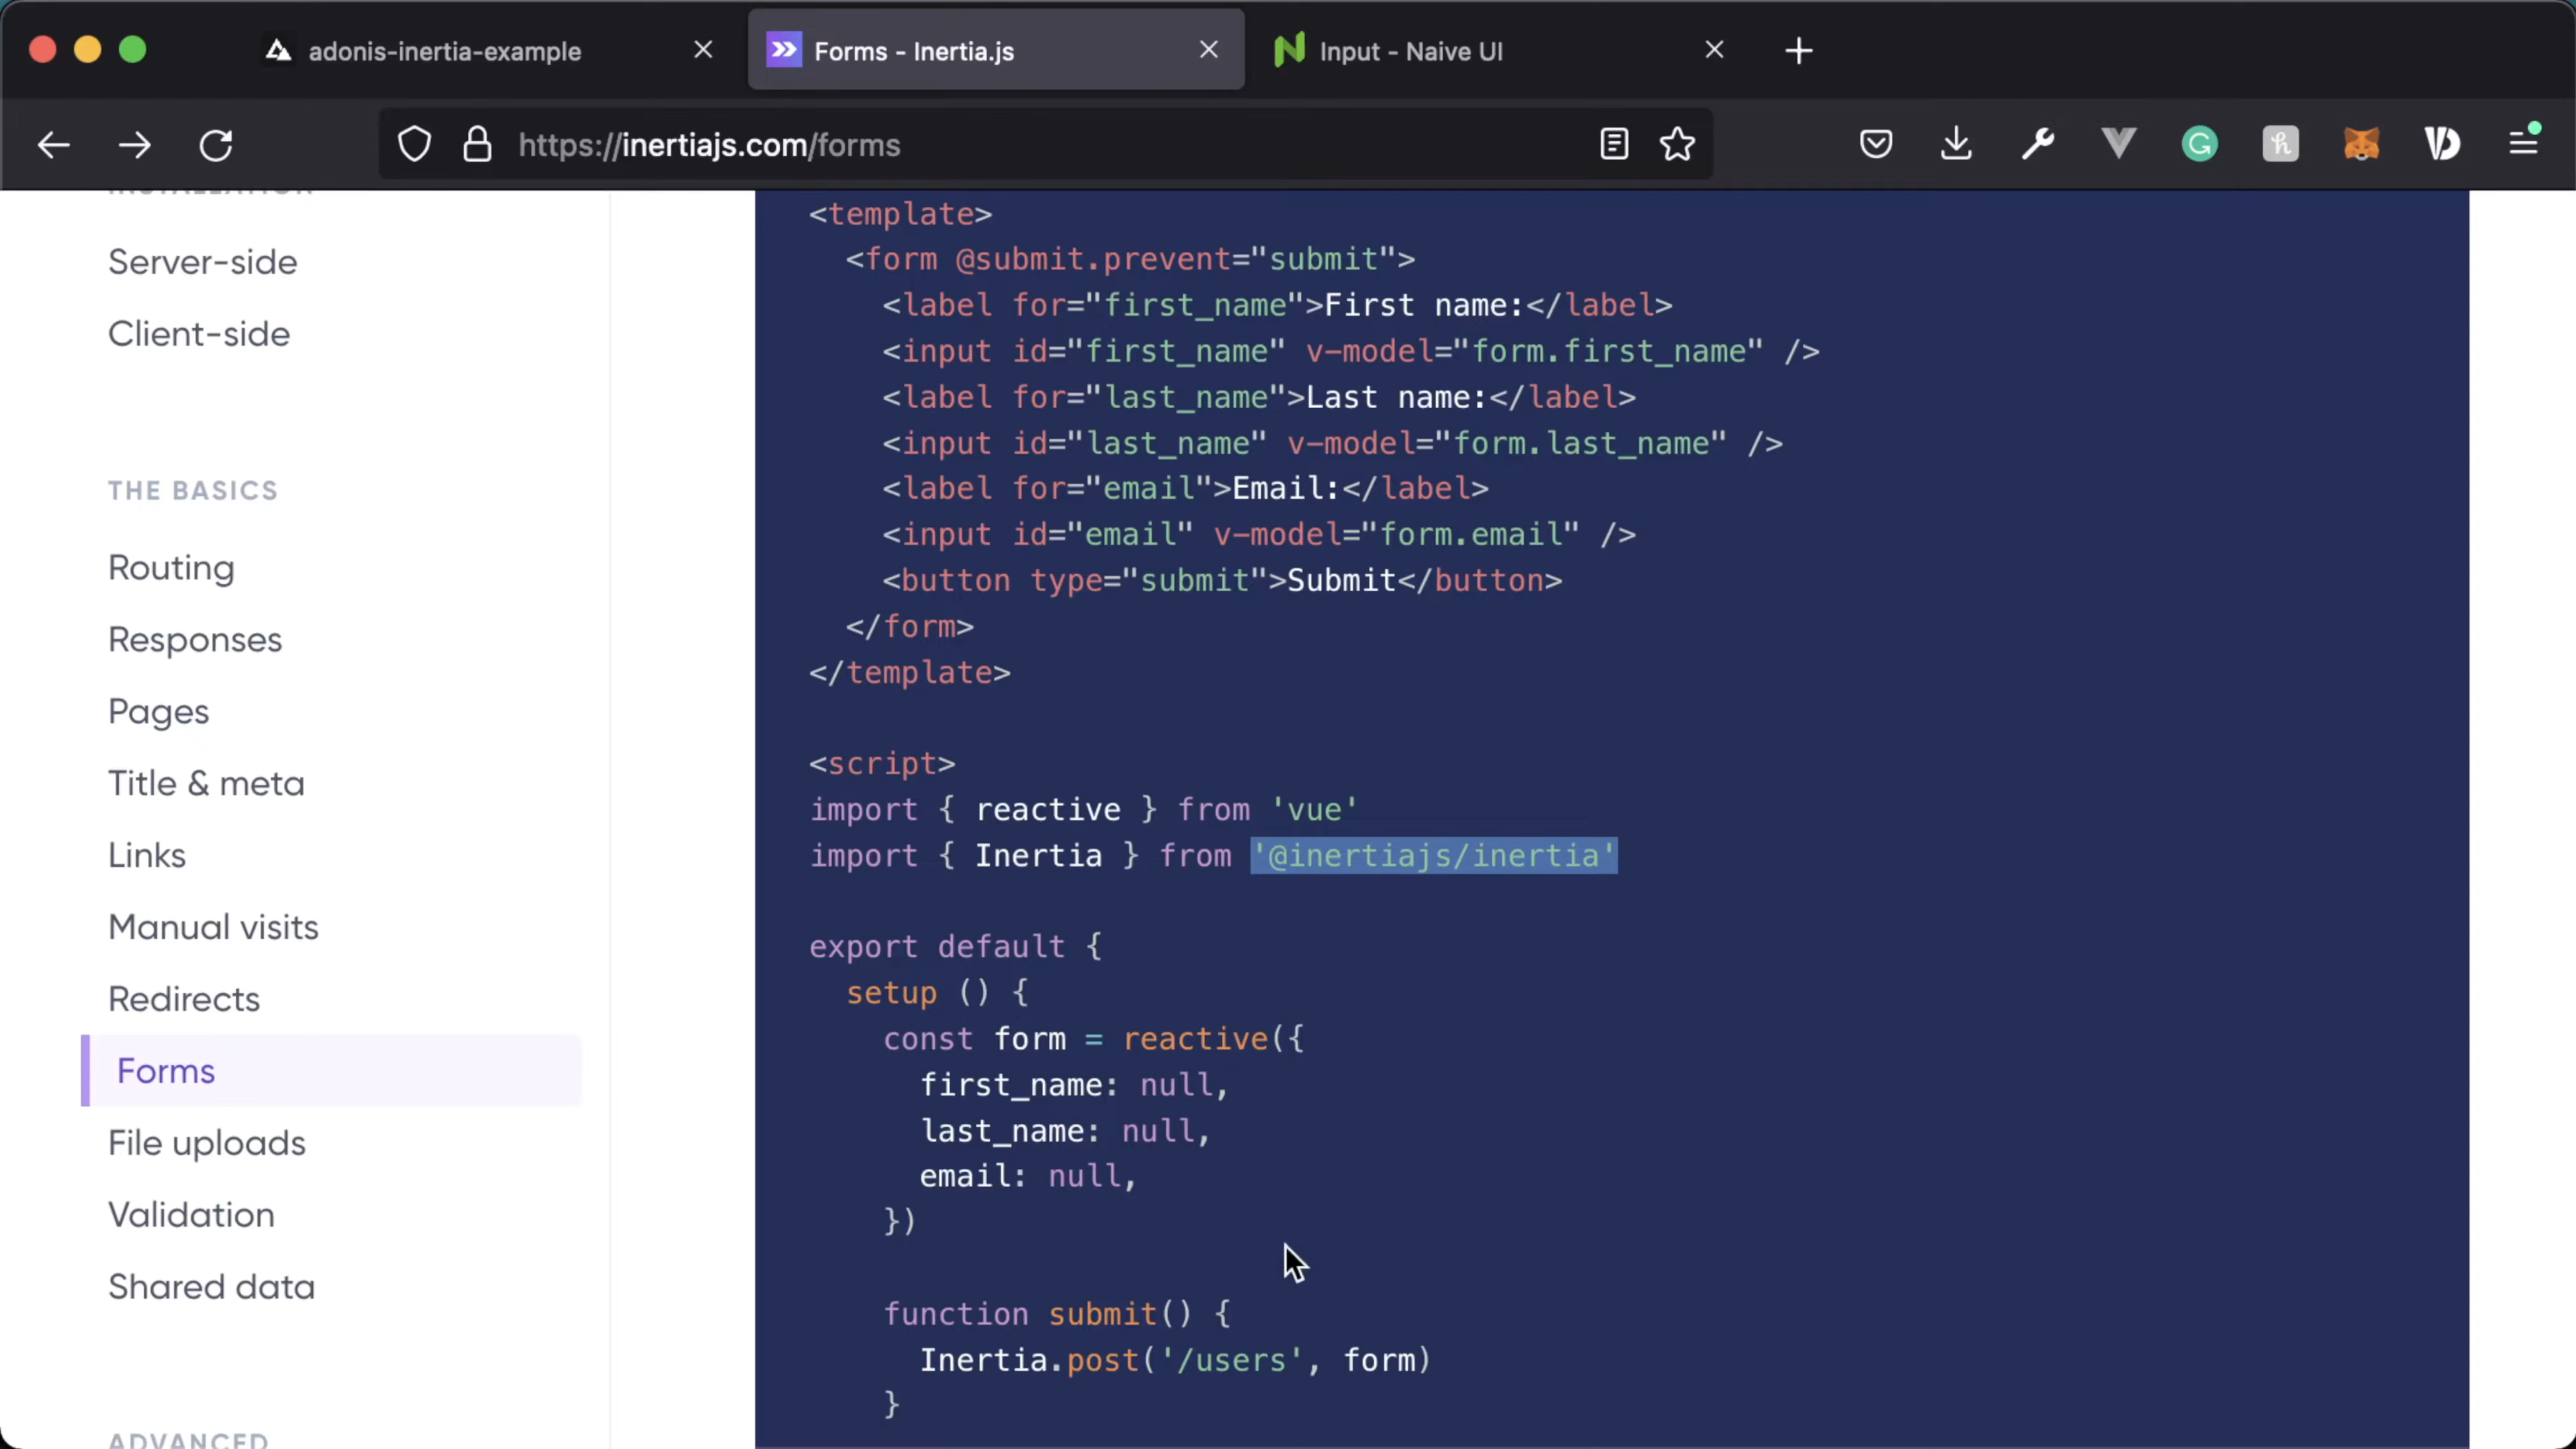 adonis-inertia-example
Forms - Inertia.js
Input - Naive UI
https://inertiajs.com/forms
INSTALLATION
Server-side
Client-side
THE BASICS
Routing
Responses
Pages
Title & meta
Links
Manual visits
Redirects
Forms
File uploads
Validation
Shared data
ADVANCED
<template>
<form @submit.prevent="submit">
<label for="first_name">First name:</label>
<input id="first_name" v-model="form.first_name" />
<label for="last_name">Last name:</label>
<input id="last_name" v-model="form.last_name" />
<label for="email">Email:</label>
<input id="email" v-model="form.email" />
<button type="submit">Submit</button>
</form>
</template>
<script>
import { reactive } from 'vue'
import { Inertia } from '@inertiajs/inertia'
export default {
setup () {
const form = reactive({
first_name: null,
last_name: null,
email: null,
})
function submit() {
Inertia.post('/users', form)
}